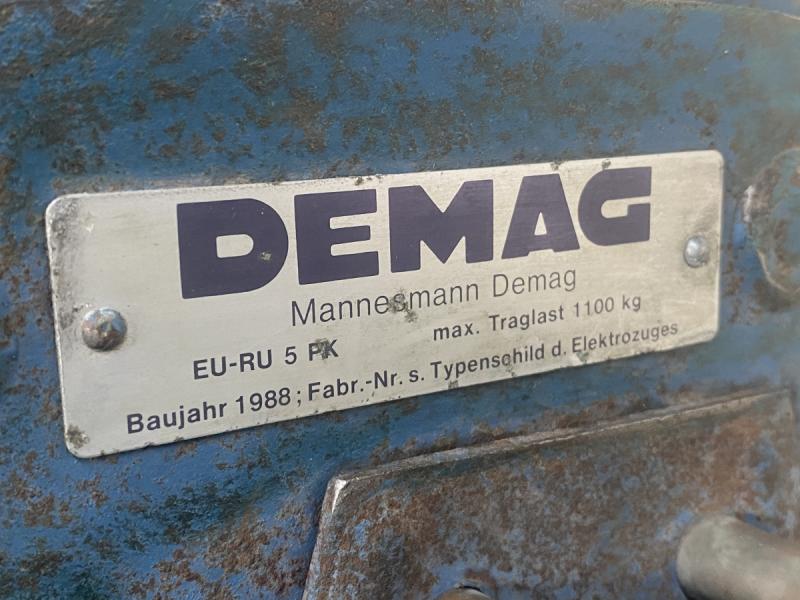 DEMAG
Mannesmann Demag
EU-RU 5 PK max. Traglast 1100 kg
Baujahr 1988; Fabr.-Nr. s. Typenschild d. Elektrozuges